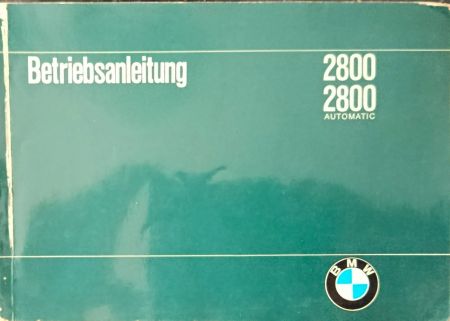 Betriebsanleitung
2800
2800
AUTOMATIC
BMW